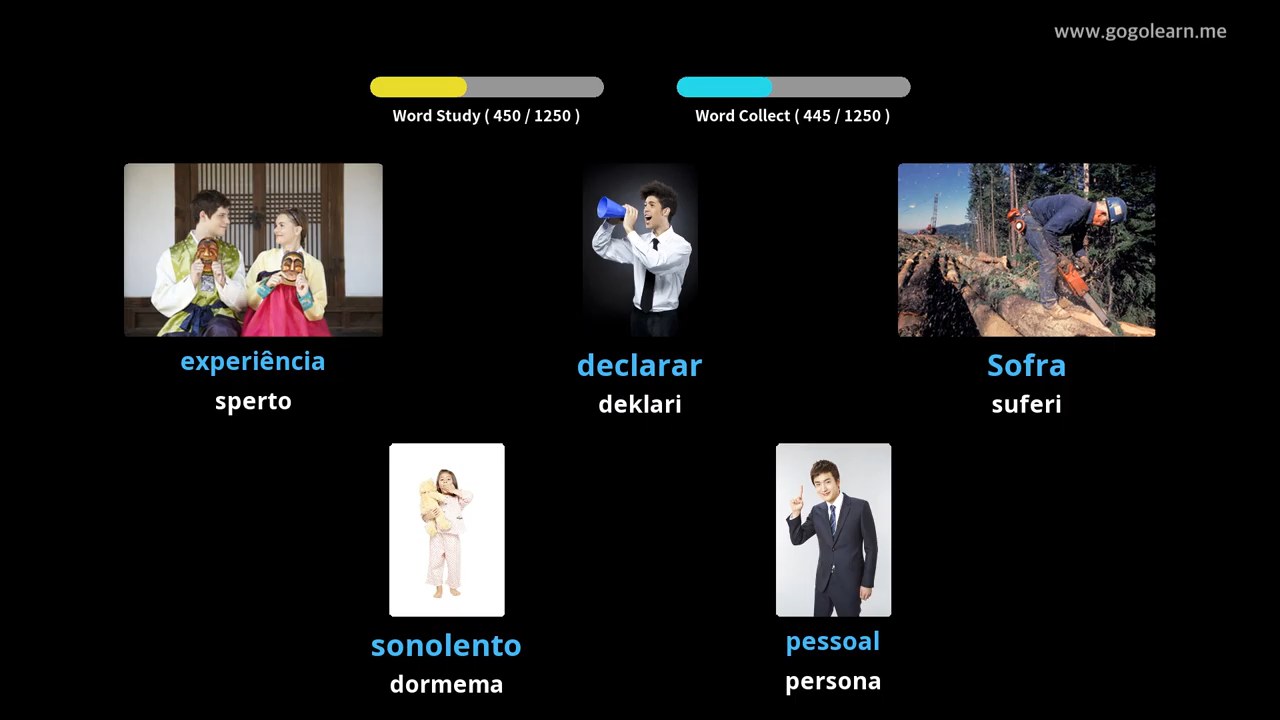 www.gogolearn.me
Word Study ( 450 / 1250 )
Word Collect ( 445 / 1250 )
experiência
sperto
declarar
deklari
Sofra
suferi
sonolento
dormema
pessoal
persona